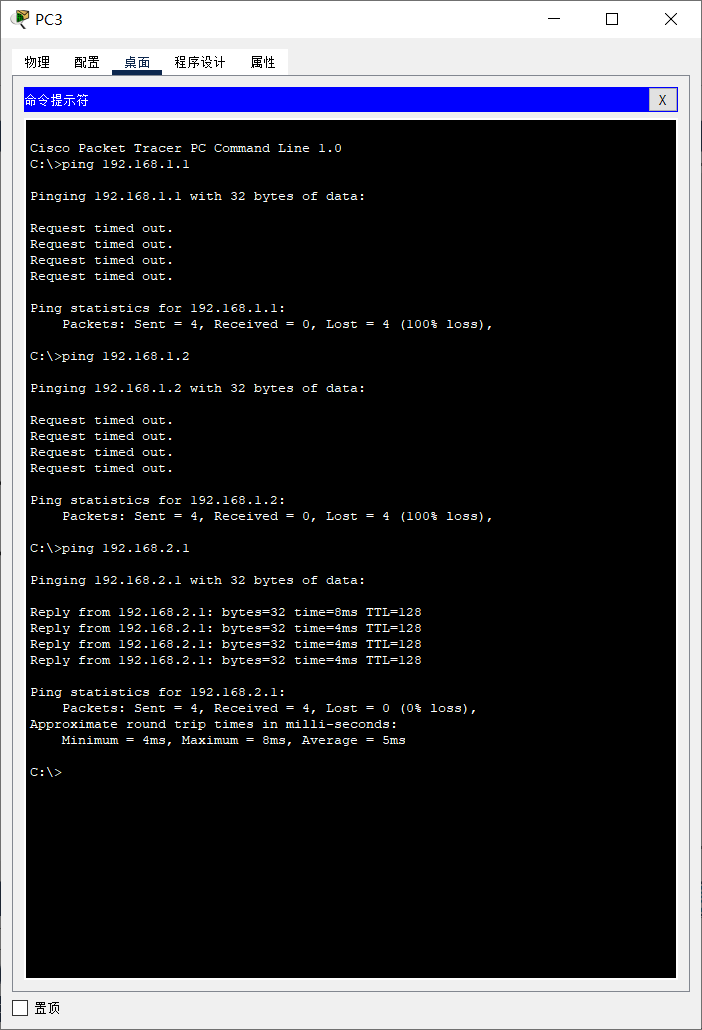 PC3
物理 配置 桌面 程序设计 属性
命令提示符
X
Cisco Packet Tracer PC Command Line 1.0
C:\>ping 192.168.1.1
Pinging 192.168.1.1 with 32 bytes of data:
Request timed out.
Request timed out.
Request timed out.
Request timed out.
Ping statistics for 192.168.1.1:
Packets: Sent = 4, Received = 0, Lost = 4 (100% loss),
C:\>ping 192.168.1.2
Pinging 192.168.1.2 with 32 bytes of data:
Request timed out.
Request timed out.
Request timed out.
Request timed out.
Ping statistics for 192.168.1.2:
Packets: Sent = 4, Received = 0, Lost = 4 (100% loss),
C:\>ping 192.168.2.1
Pinging 192.168.2.1 with 32 bytes of data:
Reply from 192.168.2.1: bytes=32 time=8ms TTL=128
Reply from 192.168.2.1: bytes=32 time=4ms TTL=128
Reply from 192.168.2.1: bytes=32 time=4ms TTL=128
Reply from 192.168.2.1: bytes=32 time=4ms TTL=128
Ping statistics for 192.168.2.1:
Packets: Sent = 4, Received = 4, Lost = 0 (0% loss),
Approximate round trip times in milli-seconds:
Minimum = 4ms, Maximum = 8ms, Average = 5ms
C:\>
置顶